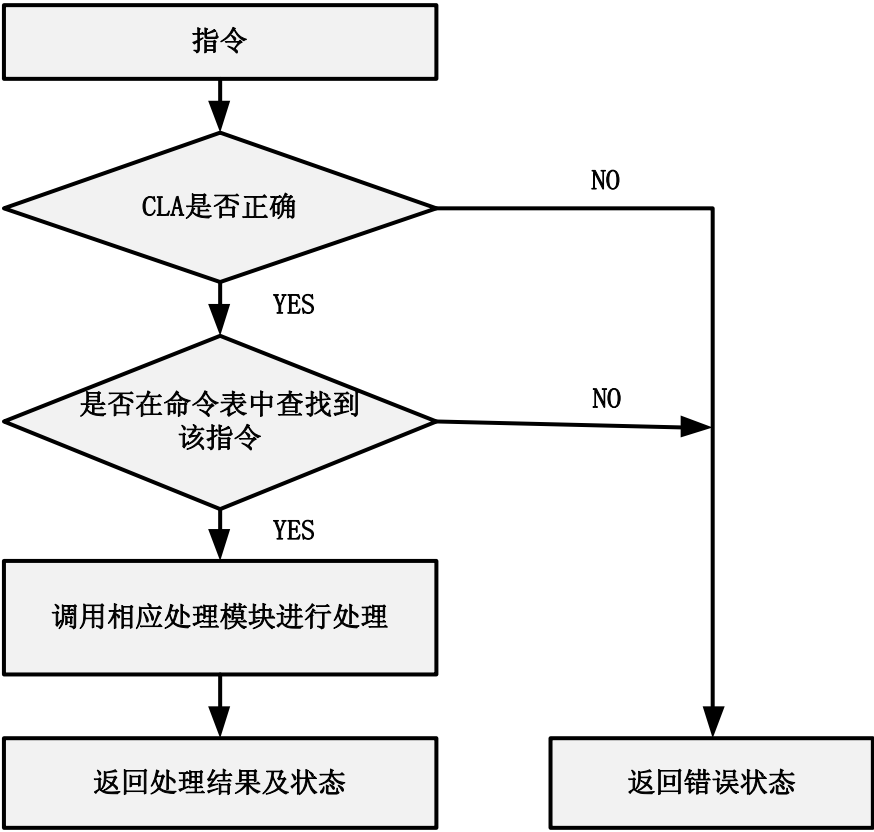 指令
CLA是否正确
NO
YES
是否在命令表中查找到
该指令
NO
YES
调用相应处理模块进行处理
返回处理结果及状态
返回错误状态